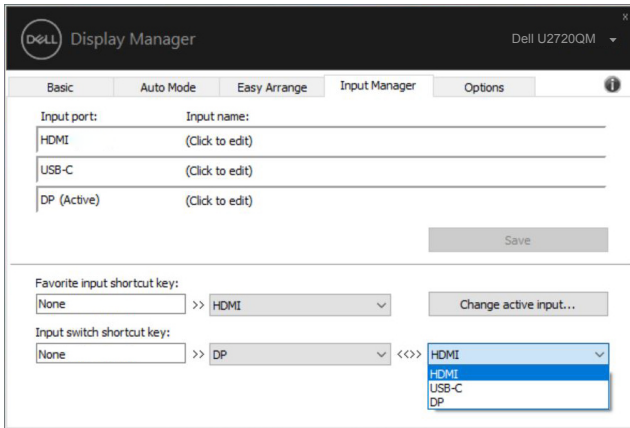 DELL Display Manager
Dell U2720QM
x
Basic Auto Mode Easy Arrange Input Manager Options i
Input port: Input name:
HDMI (Click to edit)
USB-C (Click to edit)
DP (Active) (Click to edit)
Save
Favorite input shortcut key:
None >> HDMI Change active input...
Input switch shortcut key:
None >> DP <<>> HDMI
HDMI
USB-C
DP